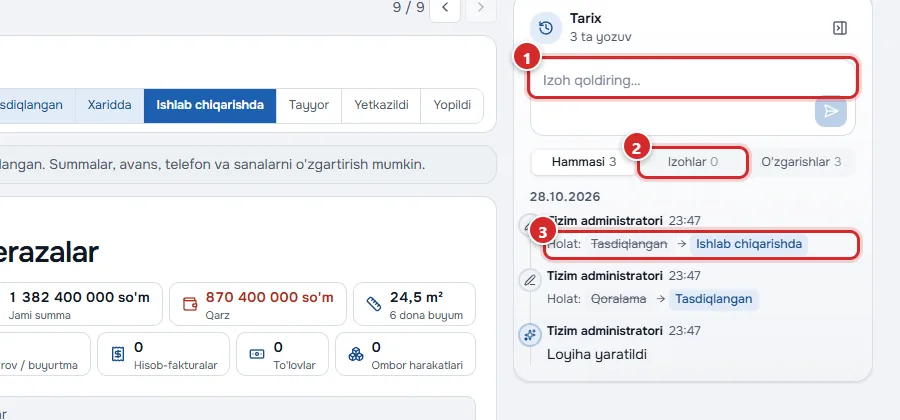 9 / 9
sdiqlangan
Xaridda
Ishlab chiqarishda
Tayyor
Yetkazildi
Yopildi
langan. Summalar, avans, telefon va sanalarni o'zgartirish mumkin.
erazalar
1 382 400 000 so'm
Jami summa
870 400 000 so'm
Qarz
24,5 m²
6 dona buyum
rov / buyurtma
0
Hisob-fakturalar
0
To'lovlar
0
Ombor harakatlari
ar
Tarix
3 ta yozuv
1
Izoh qoldiring...
2
Hammasi 3
Izohlar 0
O'zgarishlar 3
28.10.2026
Tizim administratori 23:47
3
Holat: Tasdiqlangan → Ishlab chiqarishda
Tizim administratori 23:47
Holat: Qoralama → Tasdiqlangan
Tizim administratori 23:47
Loyiha yaratildi